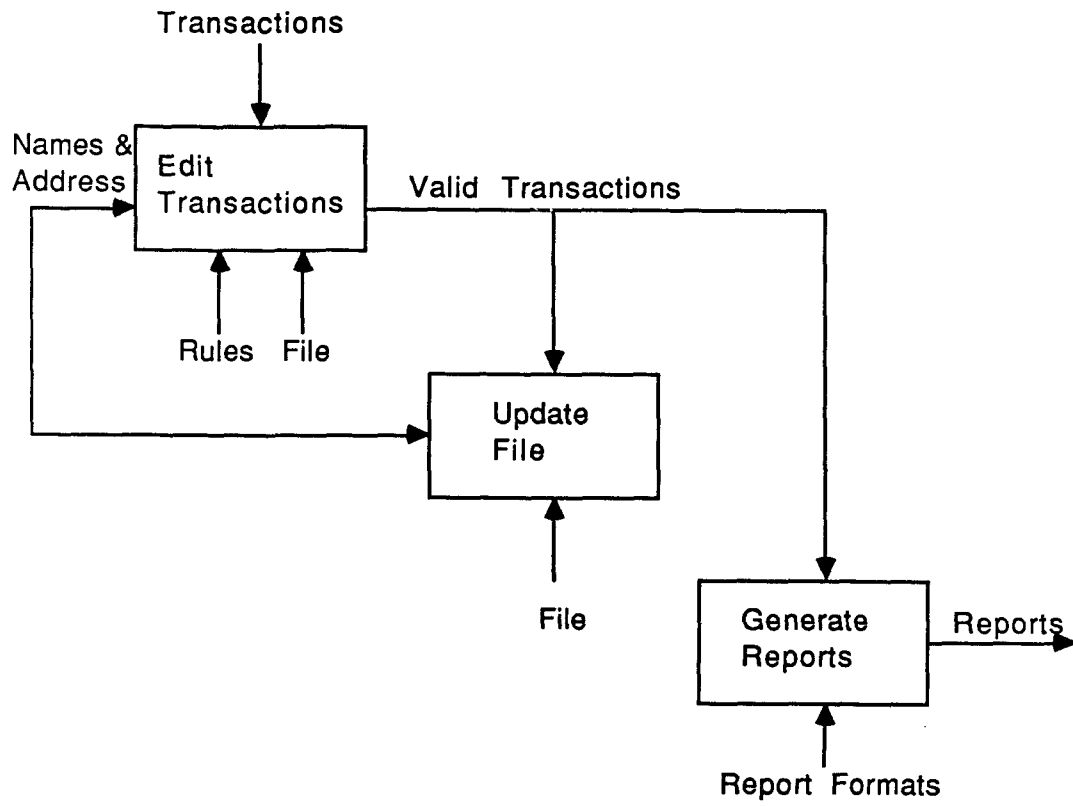 Transactions
Names &
Address
Edit
Transactions
Valid Transactions
Rules File
Update
File
File
Generate
Reports
Reports
Report Formats